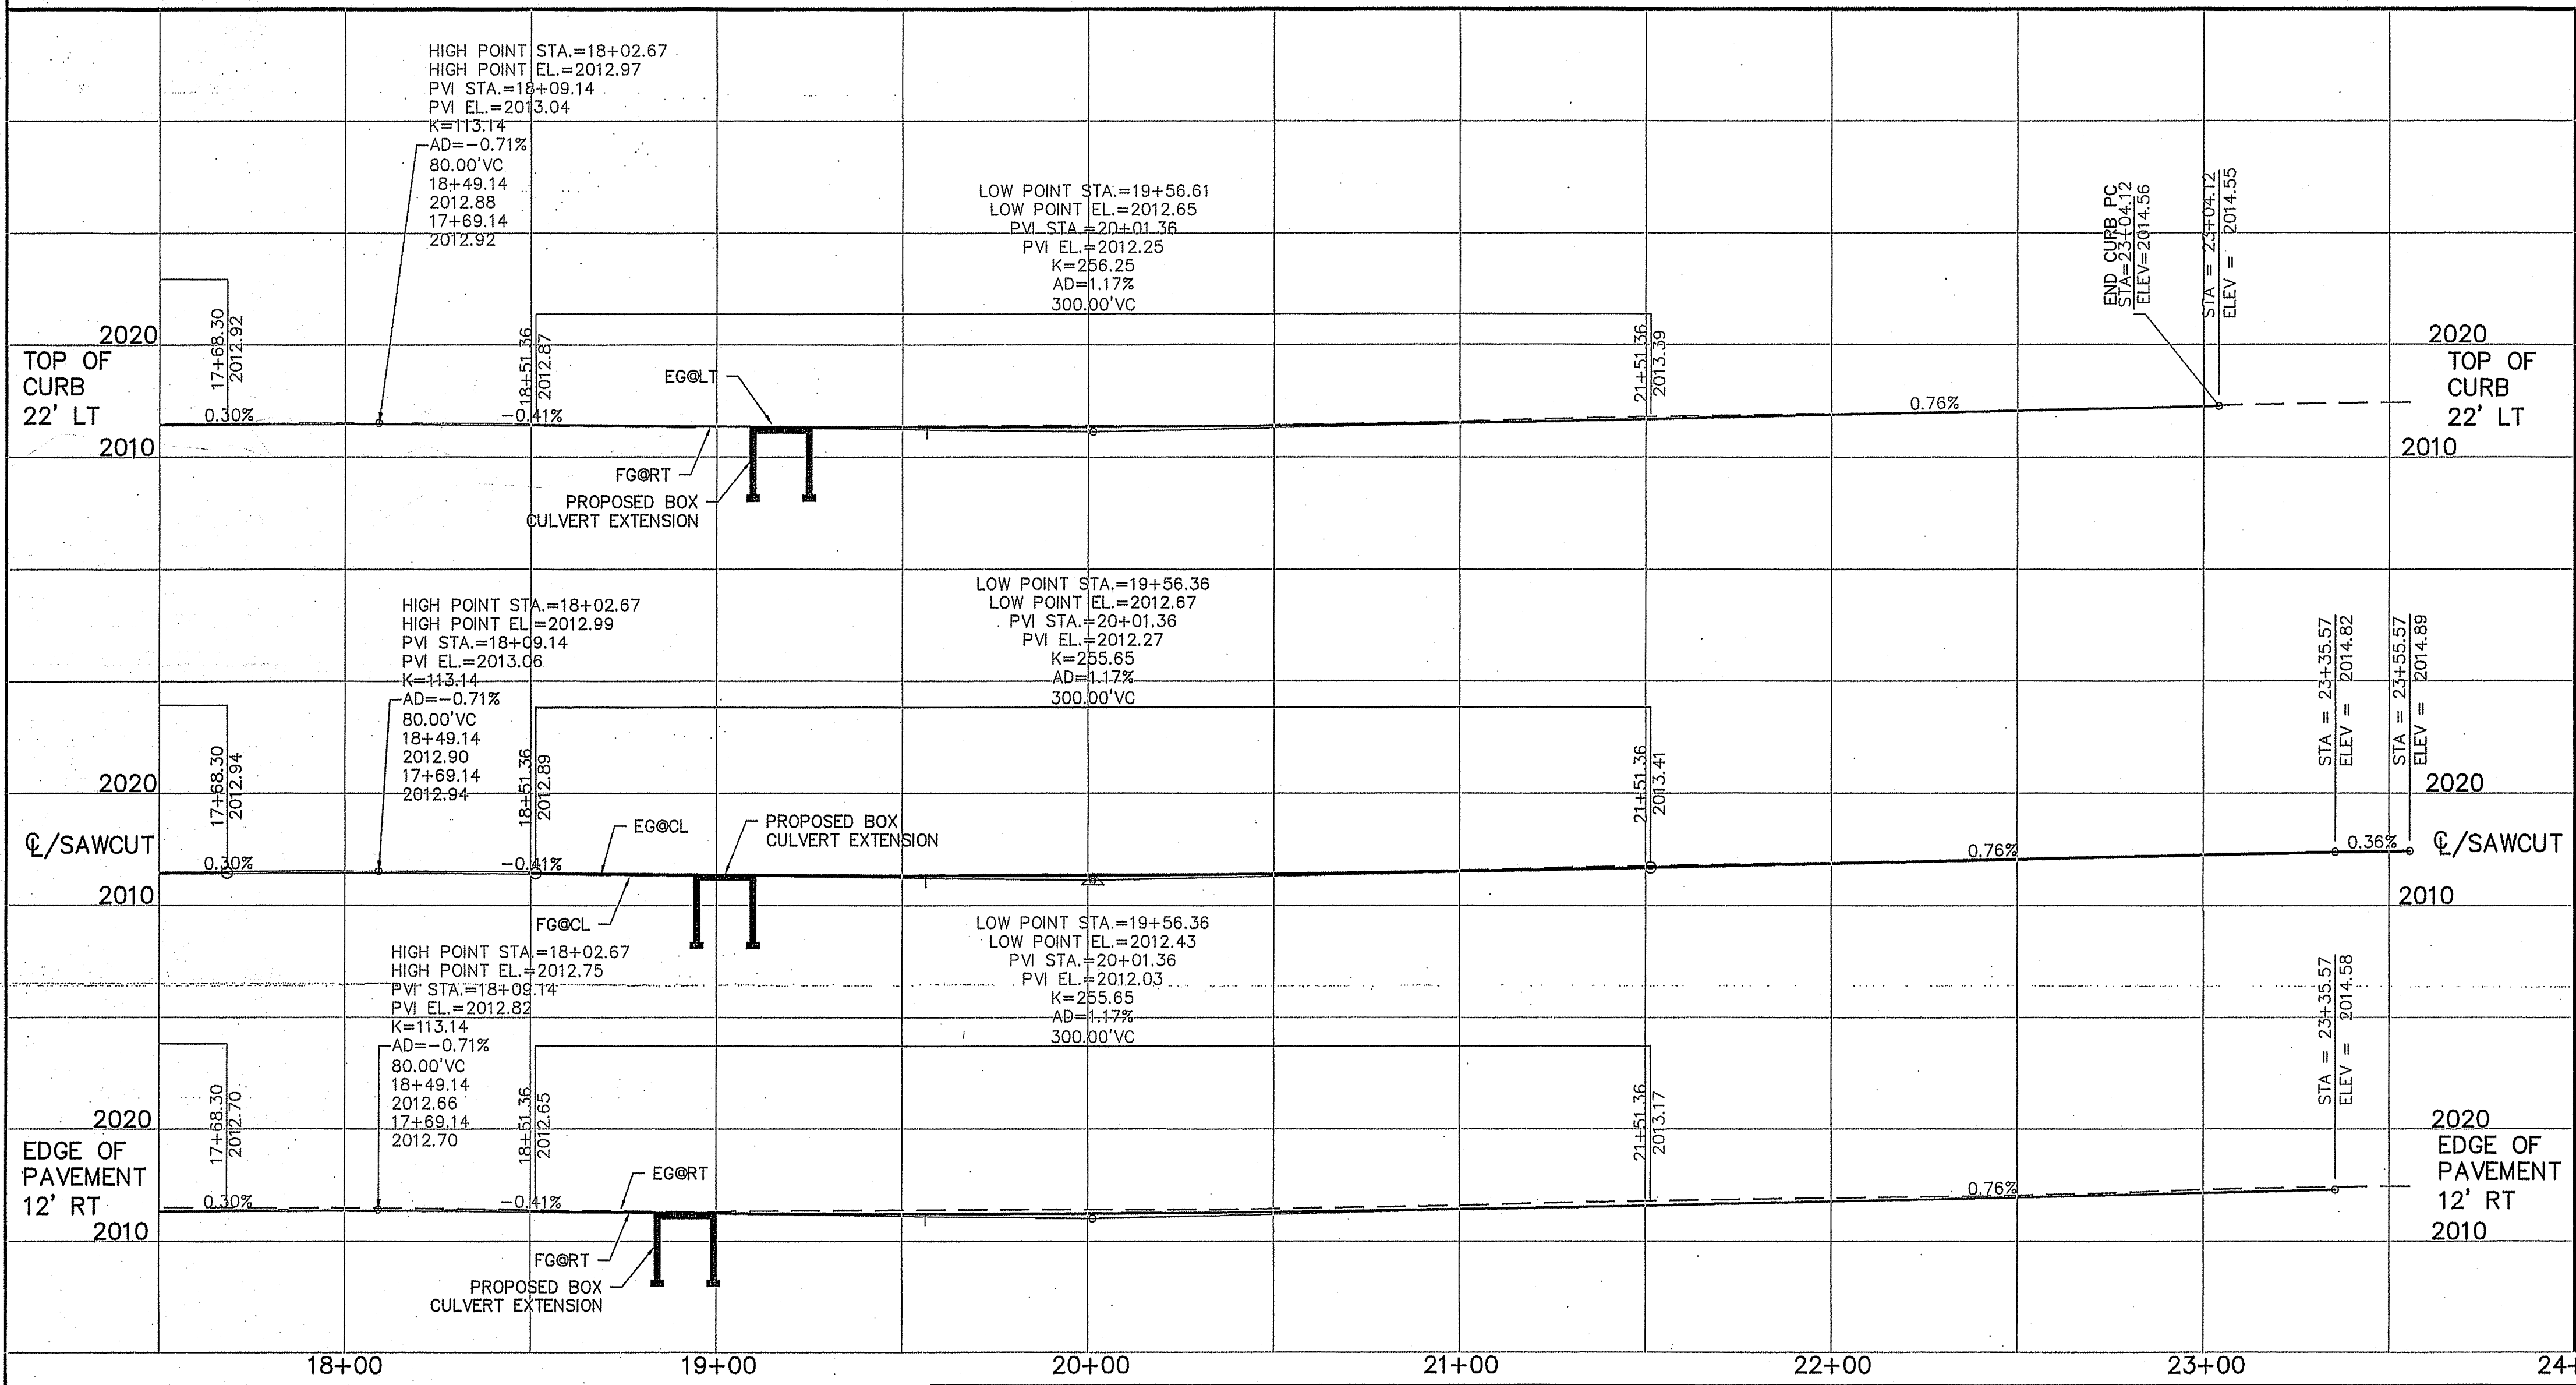 HIGH POINT STA.=18+02.67
HIGH POINT EL.=2012.97
PVI STA.=18+09.14
PVI EL.=2013.04
K=113.14
AD=-0.71%
80.00'VC
18+49.14
2012.88
17+69.14
2012.92
LOW POINT STA.=19+56.61
LOW POINT EL.=2012.65
PVI STA.=20+01.36
PVI EL.=2012.25
K=256.25
AD=1.17%
300.00'VC
END CURB PC
STA=23+04.12
ELEV=2014.56
STA = 23+04.12
ELEV = 2014.55
17+68.30
2012.92
18+51.36
2012.87
21+51.36
2013.39
2020
TOP OF
CURB
22' LT
2010
0.30%
-0.41%
EG@LT
FG@RT
PROPOSED BOX
CULVERT EXTENSION
0.76%
2020
TOP OF
CURB
22' LT
2010
HIGH POINT STA.=18+02.67
HIGH POINT EL.=2012.99
PVI STA.=18+09.14
PVI EL.=2013.06
K=113.14
AD=-0.71%
80.00'VC
18+49.14
2012.90
17+69.14
2012.94
LOW POINT STA.=19+56.36
LOW POINT EL.=2012.67
PVI STA.=20+01.36
PVI EL.=2012.27
K=255.65
AD=1.17%
300.00'VC
STA = 23+35.57
ELEV = 2014.82
STA = 23+55.57
ELEV = 2014.89
17+68.30
2012.94
18+51.36
2012.89
21+51.36
2013.41
2020
℄/SAWCUT
2010
0.30%
-0.41%
EG@CL
PROPOSED BOX
CULVERT EXTENSION
FG@CL
0.76%
0.36%
2020
℄/SAWCUT
2010
HIGH POINT STA.=18+02.67
HIGH POINT EL.=2012.75
PVI STA.=18+09.14
PVI EL.=2012.82
K=113.14
AD=-0.71%
80.00'VC
18+49.14
2012.66
17+69.14
2012.70
LOW POINT STA.=19+56.36
LOW POINT EL.=2012.43
PVI STA.=20+01.36
PVI EL.=2012.03
K=255.65
AD=1.17%
300.00'VC
STA = 23+35.57
ELEV = 2014.58
17+68.30
2012.70
18+51.36
2012.65
21+51.36
2013.17
2020
EDGE OF
PAVEMENT
12' RT
2010
0.30%
-0.41%
EG@RT
FG@RT
PROPOSED BOX
CULVERT EXTENSION
0.76%
2020
EDGE OF
PAVEMENT
12' RT
2010
18+00 19+00 20+00 21+00 22+00 23+00